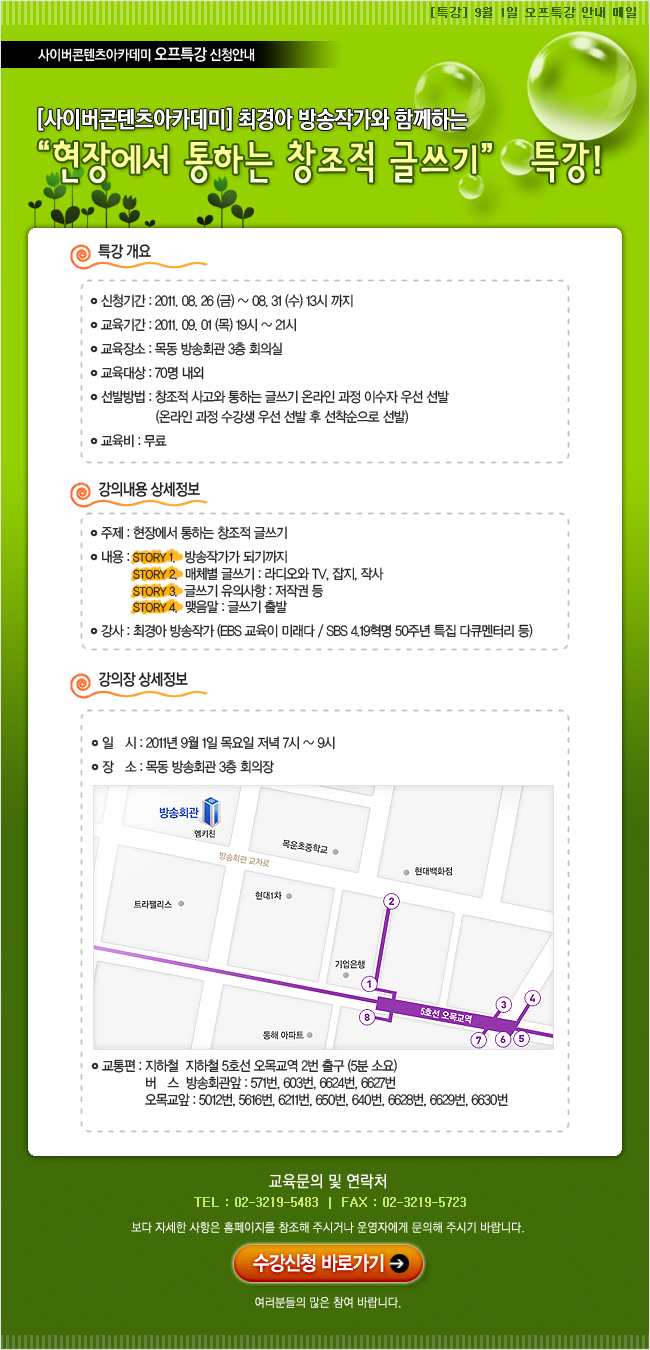 [특강] 9월 1일 오프특강 안내 메일
사이버콘텐츠아카데미 오프특강 신청안내
[사이버콘텐츠아카데미] 최경아 방송작가와 함께하는
“현장에서 통하는 창조적 글쓰기” 특강!
특강 개요
신청기간 : 2011. 08. 26 (금) ~ 08. 31 (수) 13시 까지
교육기간 : 2011. 09. 01 (목) 19시 ~ 21시
교육장소 : 목동 방송회관 3층 회의실
교육대상 : 70명 내외
선발방법 : 창조적 사고와 통하는 글쓰기 온라인 과정 이수자 우선 선발
(온라인 과정 수강생 우선 선발 후 선착순으로 선발)
교육비 : 무료
강의내용 상세정보
주제 : 현장에서 통하는 창조적 글쓰기
내용 : STORY 1. 방송작가가 되기까지
STORY 2. 매체별 글쓰기 : 라디오와 TV, 잡지, 작사
STORY 3. 글쓰기 유의사항 : 저작권 등
STORY 4. 맺음말 : 글쓰기 출발
강사 : 최경아 방송작가 (EBS 교육이 미래다 / SBS 4.19혁명 50주년 특집 다큐멘터리 등)
강의장 상세정보
일 시 : 2011년 9월 1일 목요일 저녁 7시 ~ 9시
장 소 : 목동 방송회관 3층 회의장
방송회관
엠키친
목운초중학교
방송회관 교차로
현대백화점
현대1차
트라팰리스
2
기업은행
1
3
4
8
5호선 오목교역
7
6
5
동해 아파트
교통편 : 지하철 지하철 5호선 오목교역 2번 출구 (5분 소요)
버 스 방송회관앞 : 571번, 603번, 6624번, 6627번
오목교앞 : 5012번, 5616번, 6211번, 650번, 640번, 6628번, 6629번, 6630번
교육문의 및 연락처
TEL : 02-3219-5483 | FAX : 02-3219-5723
보다 자세한 사항은 홈페이지를 참조해 주시거나 운영자에게 문의해 주시기 바랍니다.
수강신청 바로가기
여러분들의 많은 참여 바랍니다.